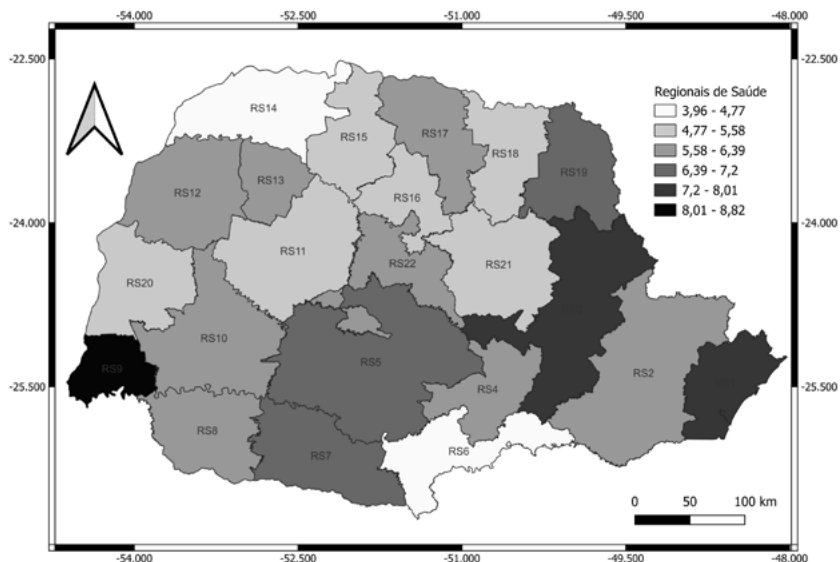 -54.000 -52.500 -51.000 -49.500 -48.000
-22.500
-24.000
-25.500
-22.500
-24.000
-25.500
Regionais de Saúde
3,96 - 4,77
4,77 - 5,58
5,58 - 6,39
6,39 - 7,2
7,2 - 8,01
8,01 - 8,82
RS14
RS15
RS17
RS18
RS19
RS12
RS13
RS16
RS11
RS22
RS21
RS20
RS10
RS9
RS5
RS4
RS2
RS8
RS7
RS6
0 50 100 km
-54.000 -52.500 -51.000 -49.500 -48.000